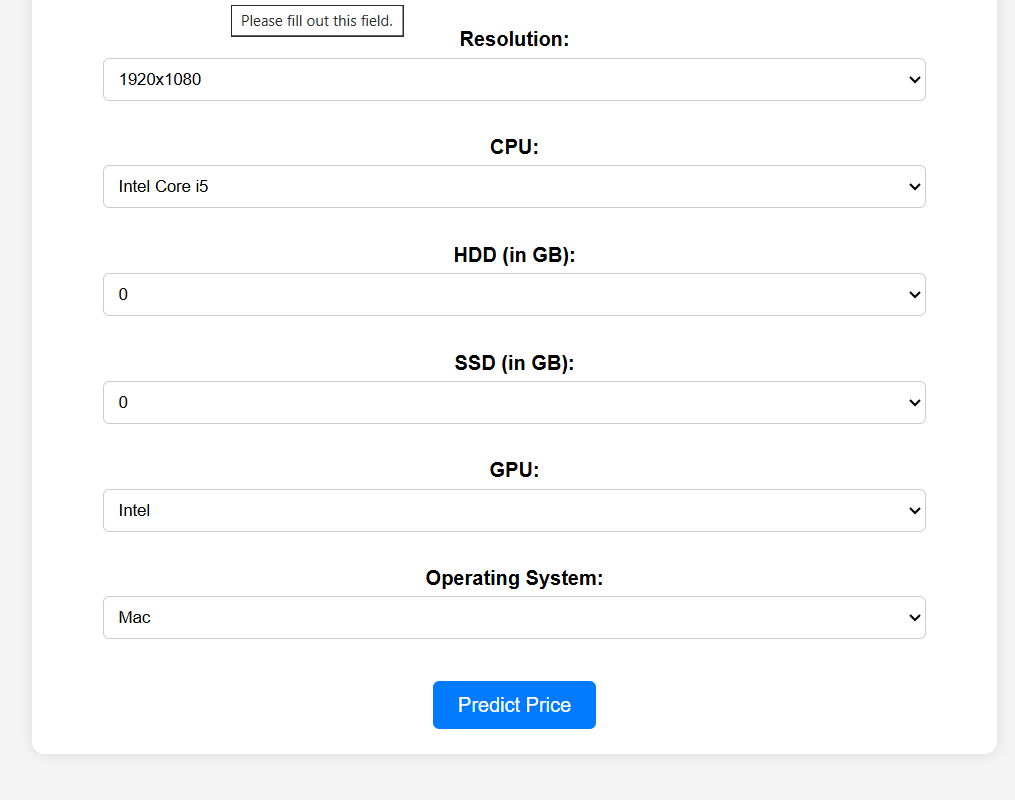 Please fill out this field.
Resolution:
1920x1080
CPU:
Intel Core i5
HDD (in GB):
0
SSD (in GB):
0
GPU:
Intel
Operating System:
Mac
Predict Price